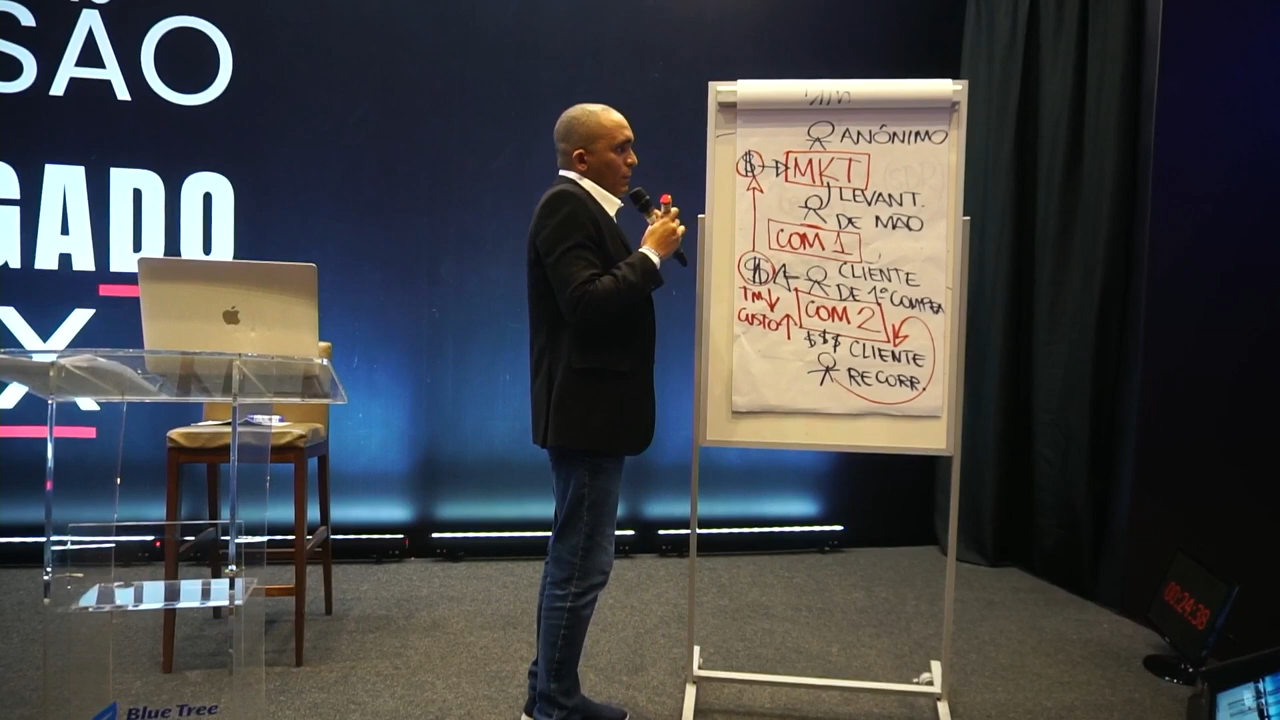 SÃO
GADO
X
Blue Tree
ANÔNIMO
$ MKT
LEVANT.
DE MÃO
COM 1
$ CLIENTE
DE 1ª COMPRA
TM↓
CUSTO↑
COM 2
$$$ CLIENTE
RECORR.
00:24:38